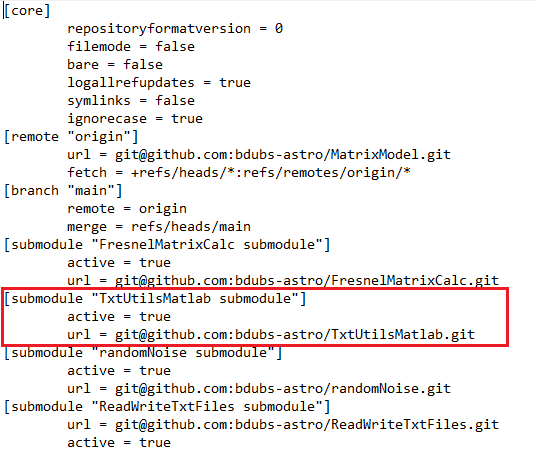 [core]
repositoryformatversion = 0
filemode = false
bare = false
logallrefupdates = true
symlinks = false
ignorecase = true
[remote "origin"]
url = git@github.com:bdubs-astro/MatrixModel.git
fetch = +refs/heads/*:refs/remotes/origin/*
[branch "main"]
remote = origin
merge = refs/heads/main
[submodule "FresnelMatrixCalc submodule"]
active = true
url = git@github.com:bdubs-astro/FresnelMatrixCalc.git
[submodule "TxtUtilsMatlab submodule"]
active = true
url = git@github.com:bdubs-astro/TxtUtilsMatlab.git
[submodule "randomNoise submodule"]
active = true
url = git@github.com:bdubs-astro/randomNoise.git
[submodule "ReadWriteTxtFiles submodule"]
url = git@github.com:bdubs-astro/ReadWriteTxtFiles.git
active = true